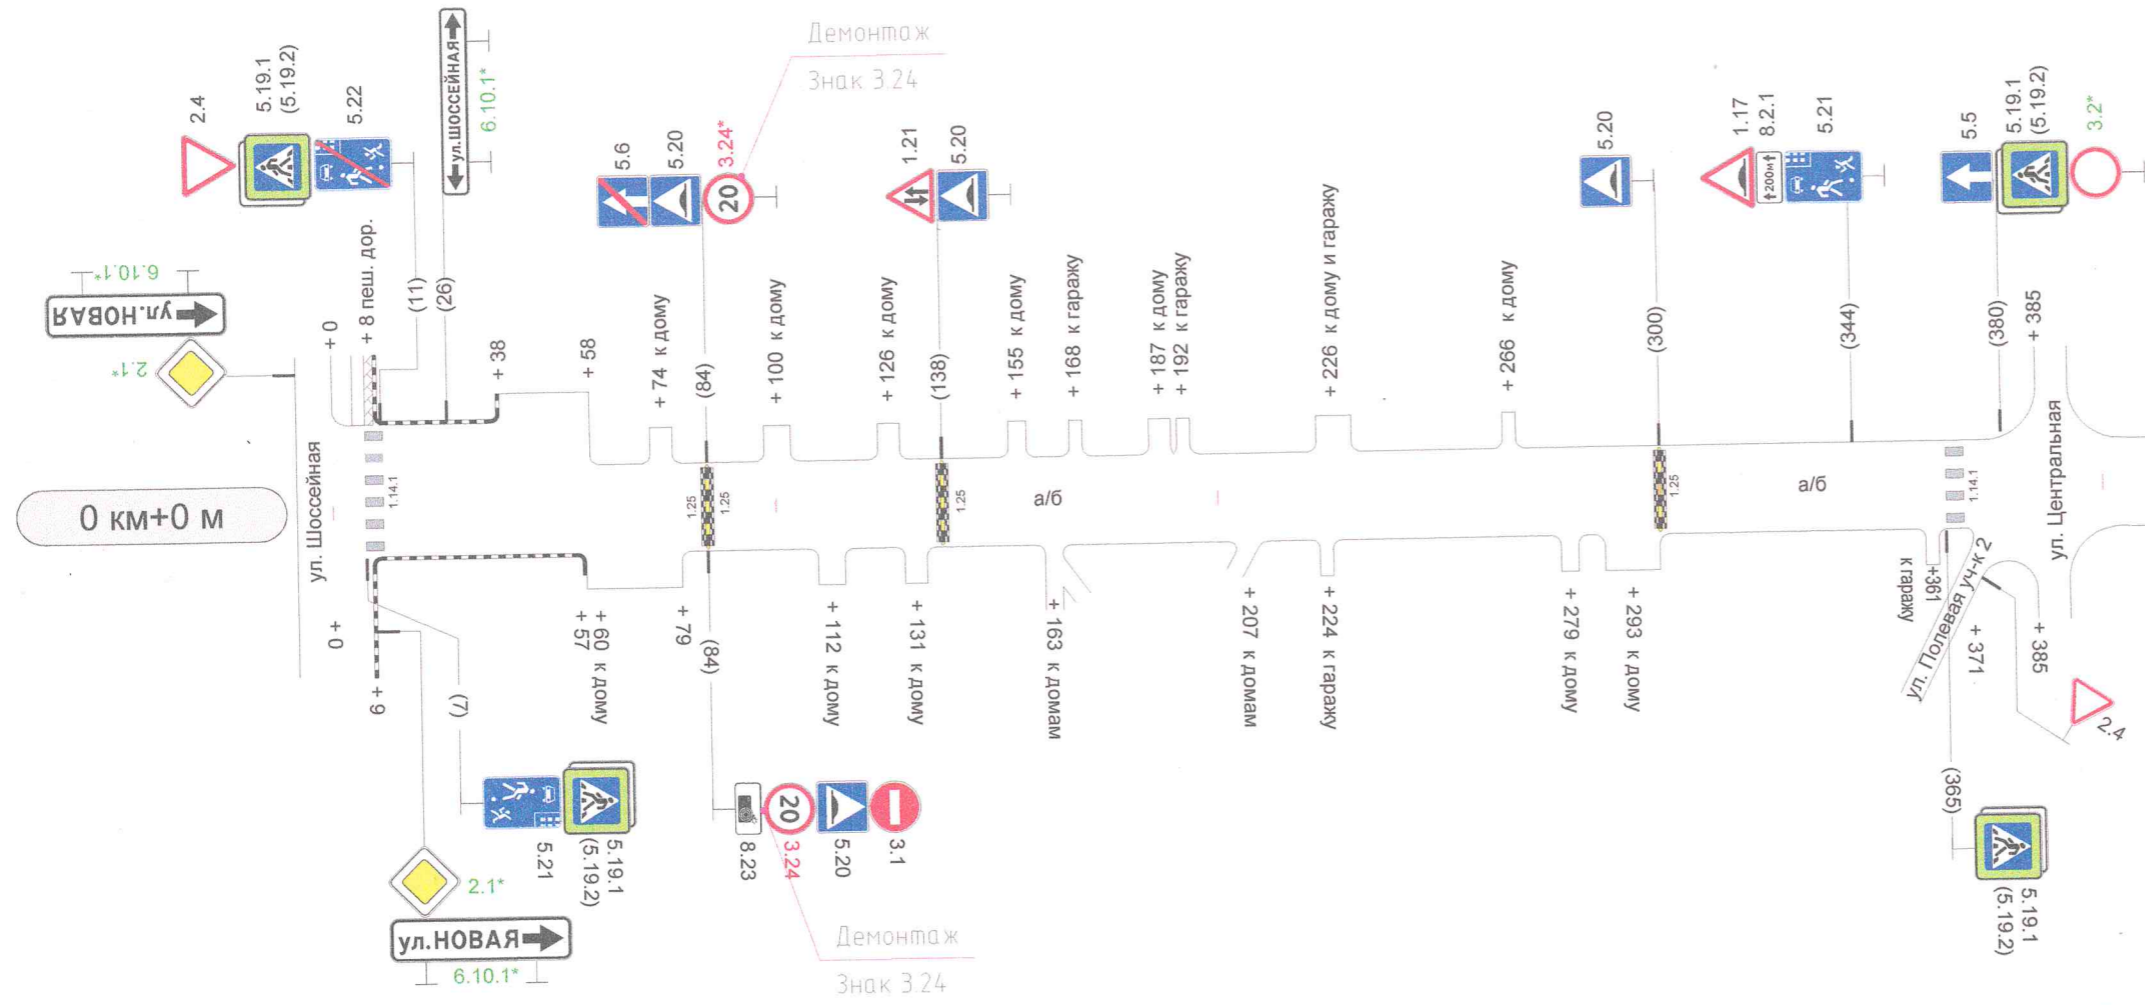 Демонтаж
Знак 3.24
2.4
5.19.1
(5.19.2)
5.22
ул.ШОССЕЙНАЯ
6.10.1*
5.6
5.20
3.24*
20
1.21
5.20
5.20
1.17
8.2.1
200м
5.21
5.5
5.19.1
(5.19.2)
3.2*
6.10.1*
ул.НОВАЯ
2.1*
+ 0
+ 8 пеш. дор.
(11)
(26)
+ 38
+ 58
+ 74 к дому
(84)
+ 100 к дому
+ 126 к дому
(138)
+ 155 к дому
+ 168 к гаражу
+ 187 к дому
+ 192 к гаражу
+ 226 к дому и гаражу
+ 266 к дому
(300)
(344)
(380)
+ 385
0 км+0 м
ул. Шоссейная
1.14.1
1.25
1.25
1.25
а/б
1.25
а/б
1.14.1
ул. Центральная
+ 0
+ 9
(7)
+ 57
+ 60 к дому
+ 79
(84)
+ 112 к дому
+ 131 к дому
+ 163 к домам
+ 207 к домам
+ 224 к гаражу
+ 279 к дому
+ 293 к дому
+361
к гаражу
ул. Полевая уч-к 2
+ 371
+ 385
2.4
(365)
5.19.1
(5.19.2)
5.21
5.19.1
(5.19.2)
2.1*
ул.НОВАЯ
6.10.1*
8.23
20
3.24
5.20
3.1
Демонтаж
Знак 3.24